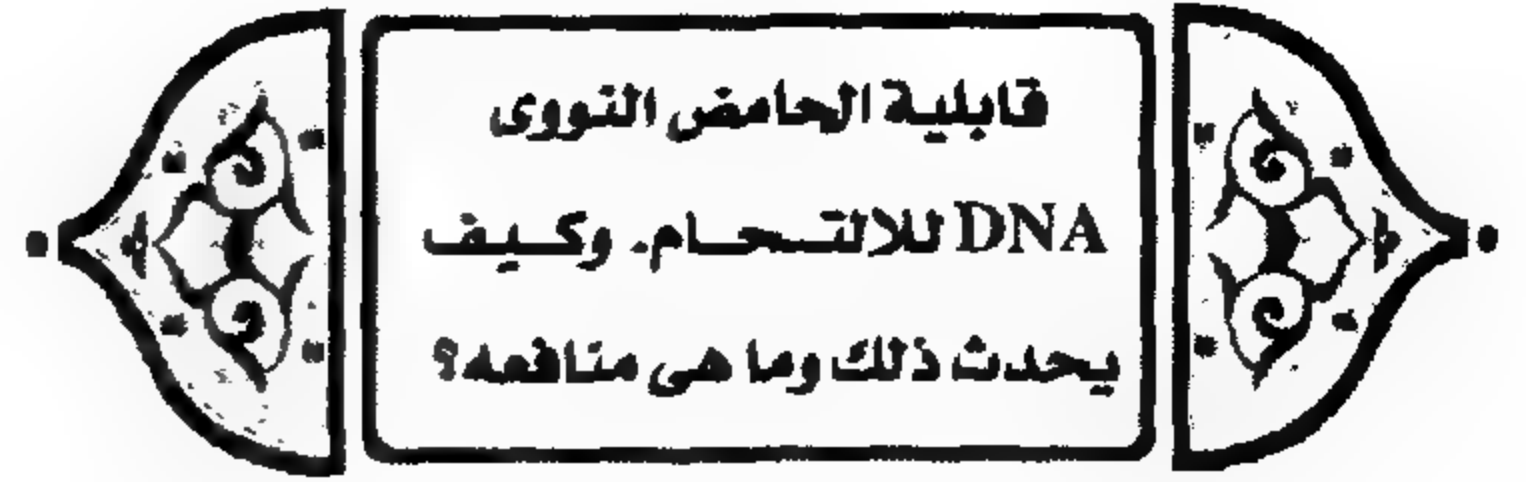 قابلية الحامض النووى
DNA للالتحام. وكيف
يحدث ذلك وما هى منافعه؟